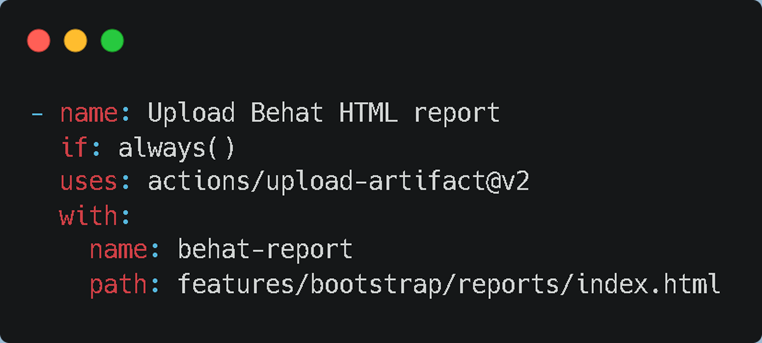 - name: Upload Behat HTML report
if: always()
uses: actions/upload-artifact@v2
with:
name: behat-report
path: features/bootstrap/reports/index.html